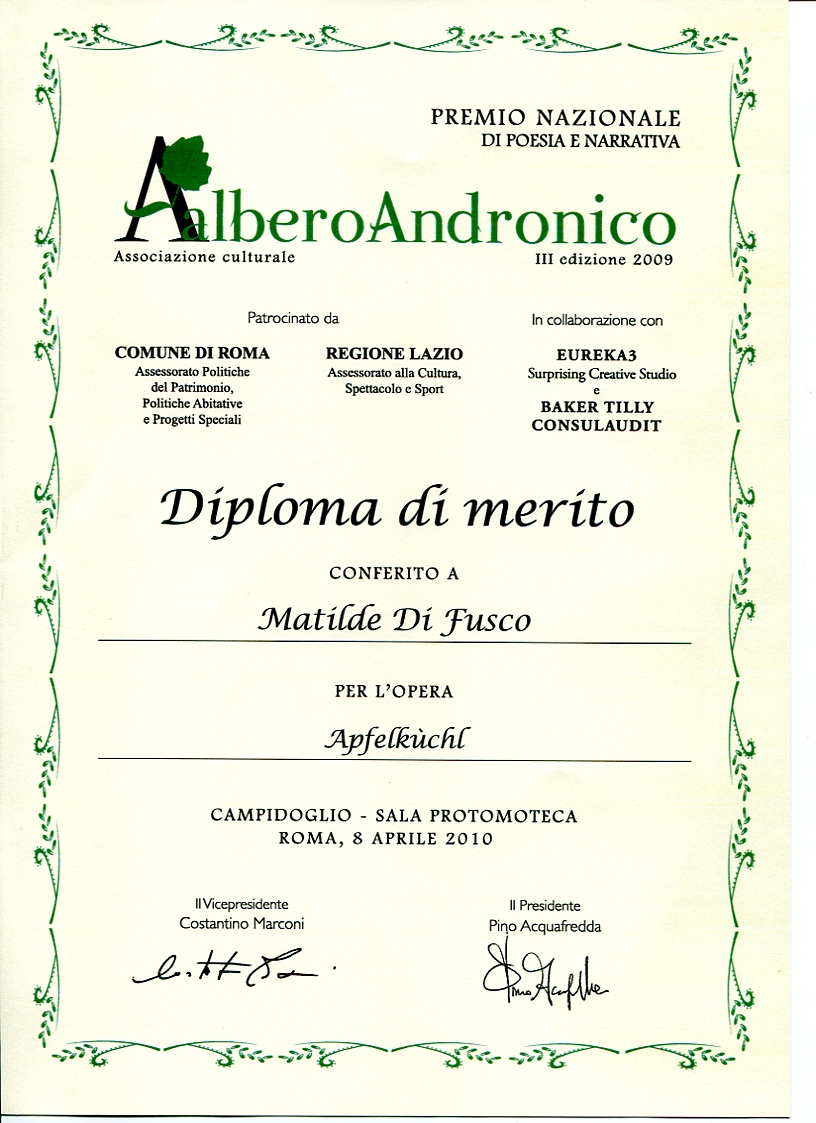 PREMIO NAZIONALE
DI POESIA E NARRATIVA
AalberoAndronico
Associazione culturale
III edizione 2009
Patrocinato da
In collaborazione con
COMUNE DI ROMA
Assessorato Politiche
del Patrimonio,
Politiche Abitative
e Progetti Speciali
REGIONE LAZIO
Assessorato alla Cultura,
Spettacolo e Sport
EUREKA3
Surprising Creative Studio
e
BAKER TILLY
CONSULAUDIT
Diploma di merito
CONFERITO A
Matilde Di Fusco
PER L'OPERA
Apfelkùchl
CAMPIDOGLIO - SALA PROTOMOTECA
ROMA, 8 APRILE 2010
Il Vicepresidente
Costantino Marconi
Il Presidente
Pino Acquafredda